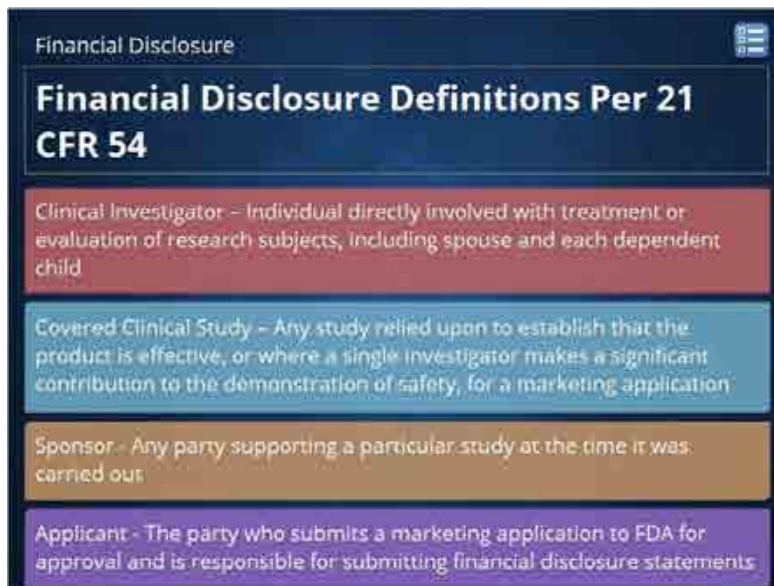 Financial Disclosure
Financial Disclosure Definitions Per 21
CFR 54
Clinical Investigator – Individual directly involved with treatment or
evaluation of research subjects, including spouse and each dependent
child
Covered Clinical Study – Any study relied upon to establish that the
product is effective, or where a single investigator makes a significant
contribution to the demonstration of safety, for a marketing application
Sponsor - Any party supporting a particular study at the time it was
carried out
Applicant - The party who submits a marketing application to FDA for
approval and is responsible for submitting financial disclosure statements